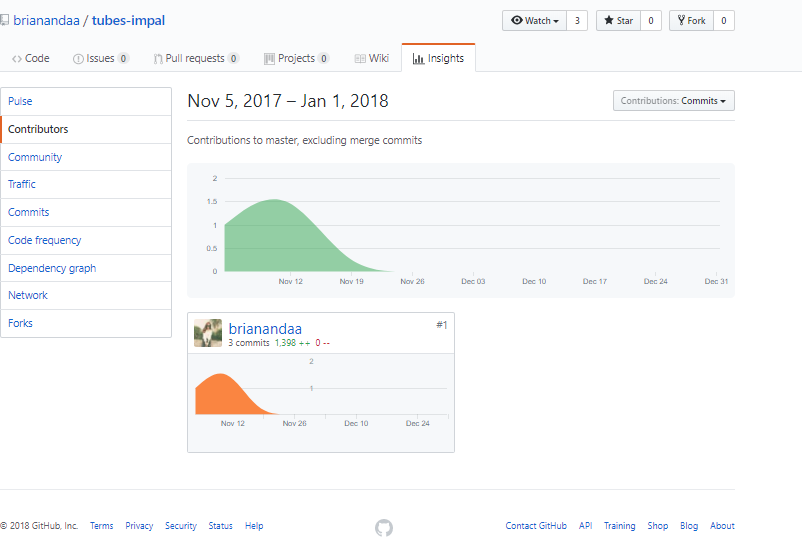 brianandaa / tubes-impal
Watch 3 Star 0 Fork 0
Code Issues 0 Pull requests 0 Projects 0 Wiki Insights
Pulse
Contributors
Community
Traffic
Commits
Code frequency
Dependency graph
Network
Forks
Nov 5, 2017 – Jan 1, 2018
Contributions: Commits
Contributions to master, excluding merge commits
2
1.5
1
0.5
0
Nov 12 Nov 19 Nov 26 Dec 03 Dec 10 Dec 17 Dec 24 Dec 31
brianandaa #1
3 commits 1,398 ++ 0 --
2
1
Nov 12 Nov 26 Dec 10 Dec 24
© 2018 GitHub, Inc. Terms Privacy Security Status Help Contact GitHub API Training Shop Blog About